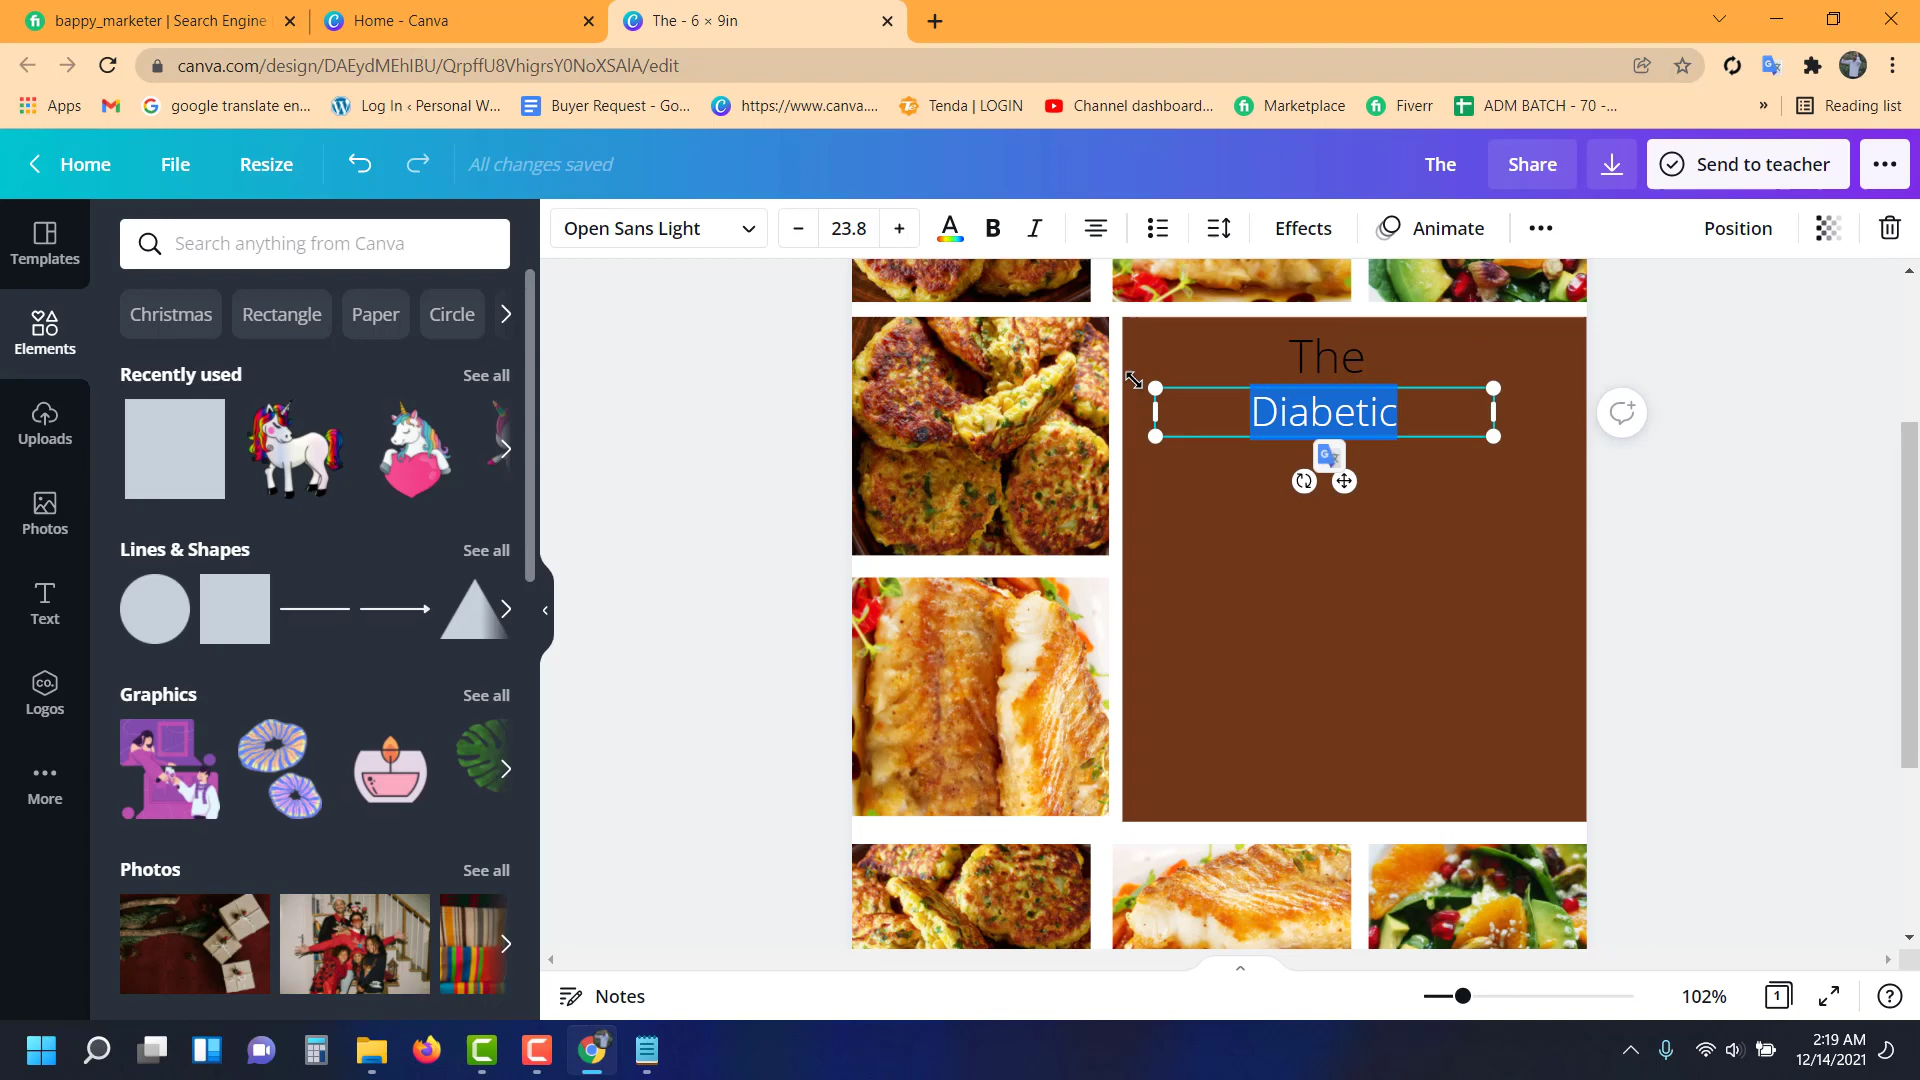 bappy_marketer | Search Engine
Home - Canva
The - 6 × 9in
canva.com/design/DAEydMEhIBU/QrpffU8VhigrsY0NoXSAlA/edit
Apps
google translate en...
Log In ‹ Personal W...
Buyer Request - Go...
https://www.canva....
Tenda | LOGIN
Channel dashboard...
Marketplace
Fiverr
ADM BATCH - 70 -...
»
Reading list
Home
File
Resize
All changes saved
The
Share
Send to teacher
Templates
Elements
Uploads
Photos
Text
Logos
More
Search anything from Canva
Christmas
Rectangle
Paper
Circle
Recently used
See all
Lines & Shapes
See all
Graphics
See all
Photos
See all
Open Sans Light
23.8
Effects
Animate
Position
The
Diabetic
Notes
102%
1
2:19 AM
12/14/2021